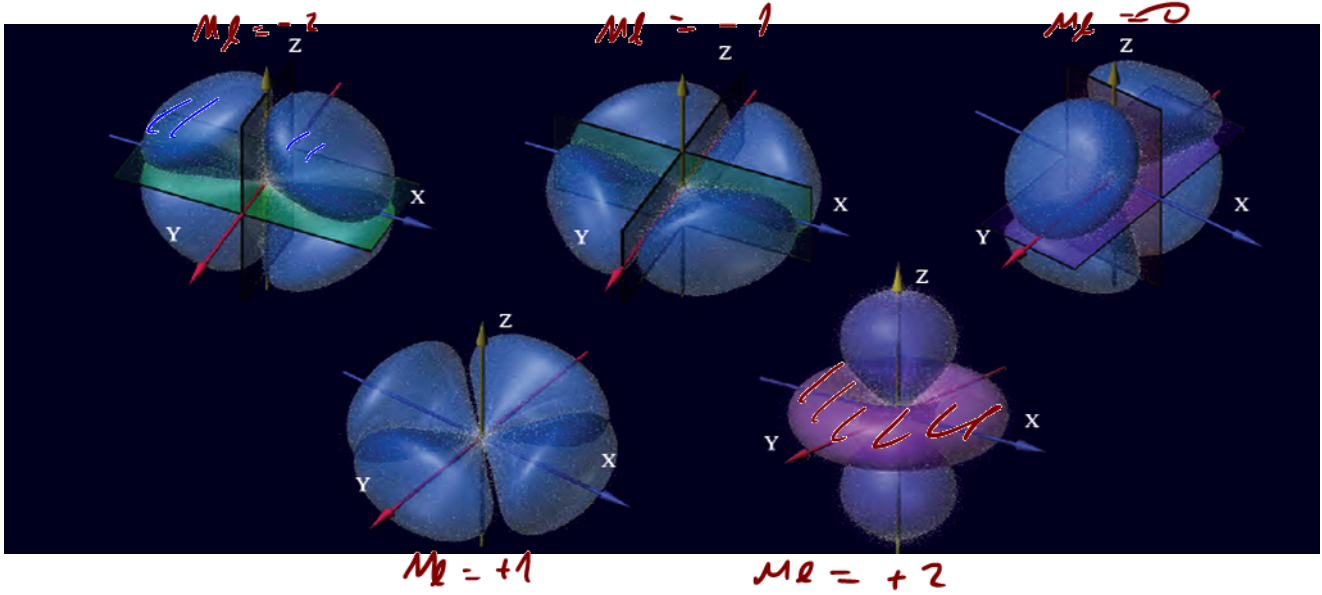 Mℓ = -2 Mℓ = -1 Mℓ = 0
Z Z Z
X X X
Y Y Y
Z Z
X X
Y Y
Mℓ = +1 Mℓ = +2